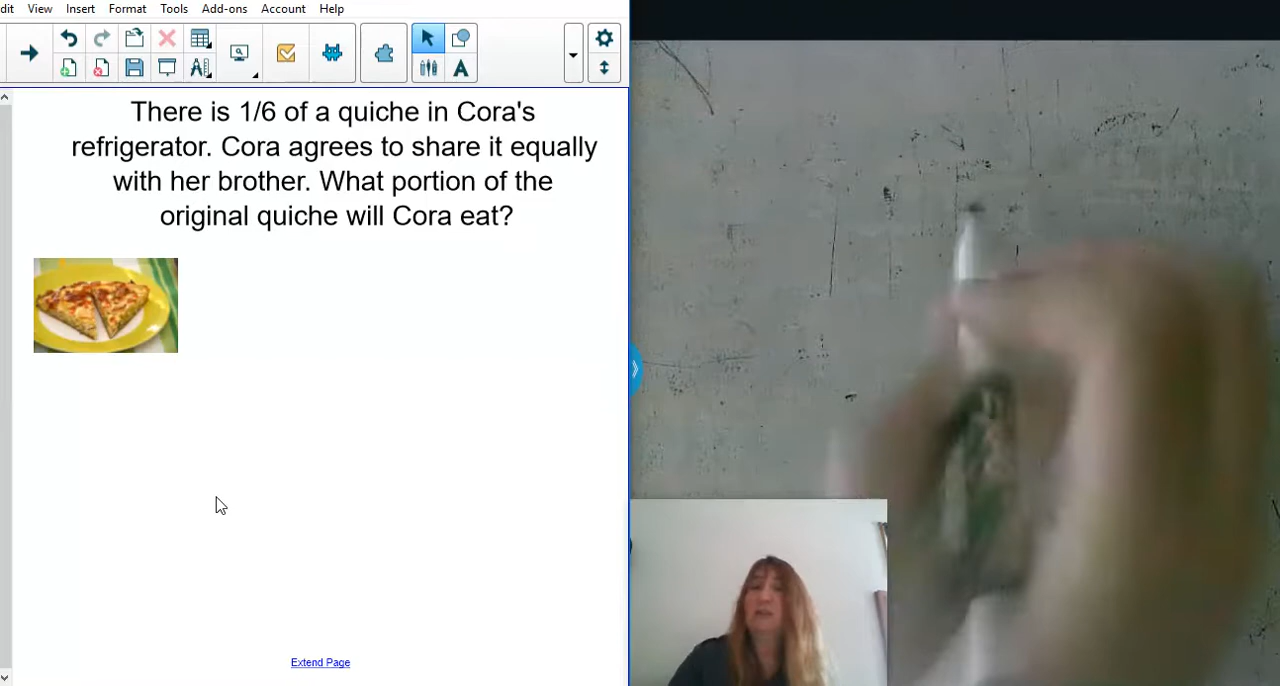 dit View Insert Format Tools Add-ons Account Help
There is 1/6 of a quiche in Cora's
refrigerator. Cora agrees to share it equally
with her brother. What portion of the
original quiche will Cora eat?
Extend Page